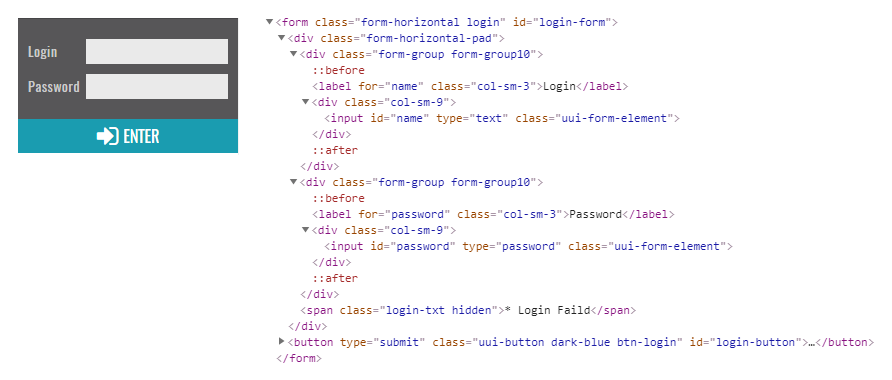 Login
Password
ENTER
<form class="form-horizontal login" id="login-form">
<div class="form-horizontal-pad">
<div class="form-group form-group10">
::before
<label for="name" class="col-sm-3">Login</label>
<div class="col-sm-9">
<input id="name" type="text" class="uui-form-element">
</div>
::after
</div>
<div class="form-group form-group10">
::before
<label for="password" class="col-sm-3">Password</label>
<div class="col-sm-9">
<input id="password" type="password" class="uui-form-element">
</div>
::after
</div>
<span class="login-txt hidden">* Login Faild</span>
</div>
<button type="submit" class="uui-button dark-blue btn-login" id="login-button">…</button>
</form>